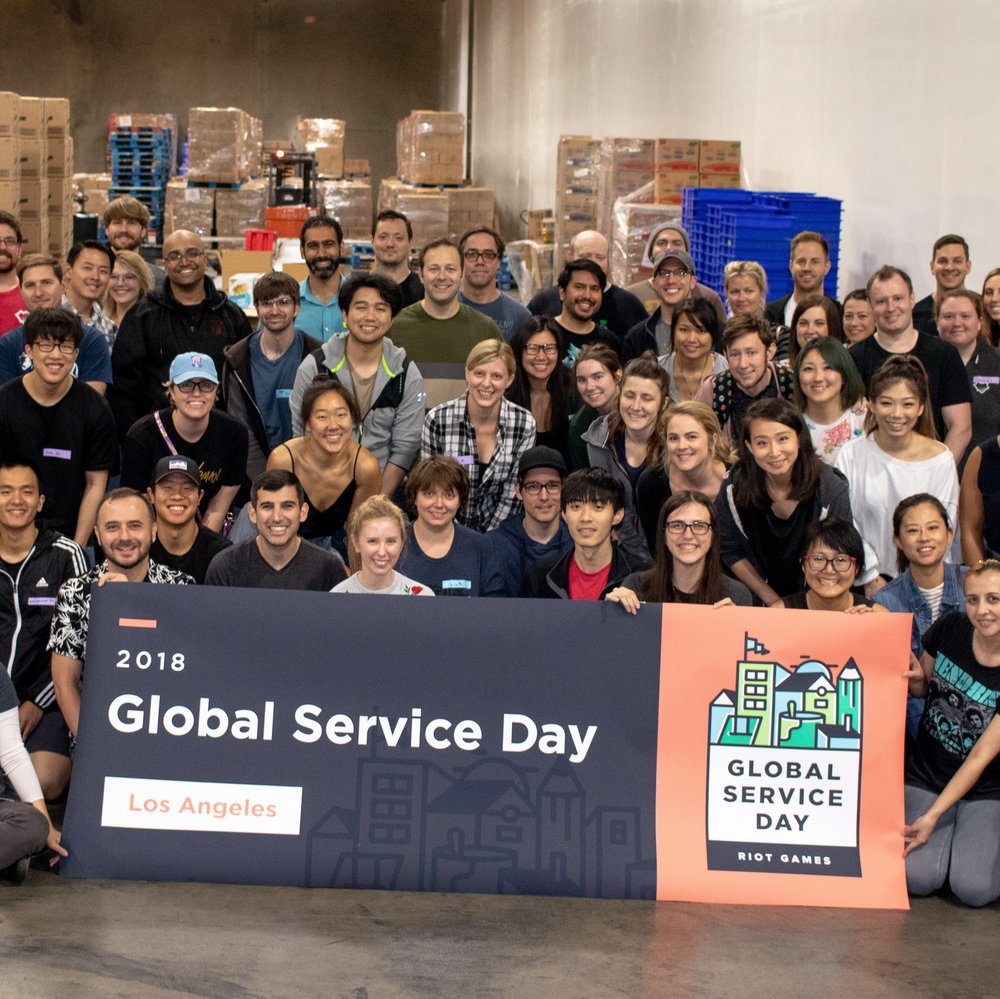 2018
Global Service Day
Los Angeles
GLOBAL
SERVICE
DAY
RIOT GAMES